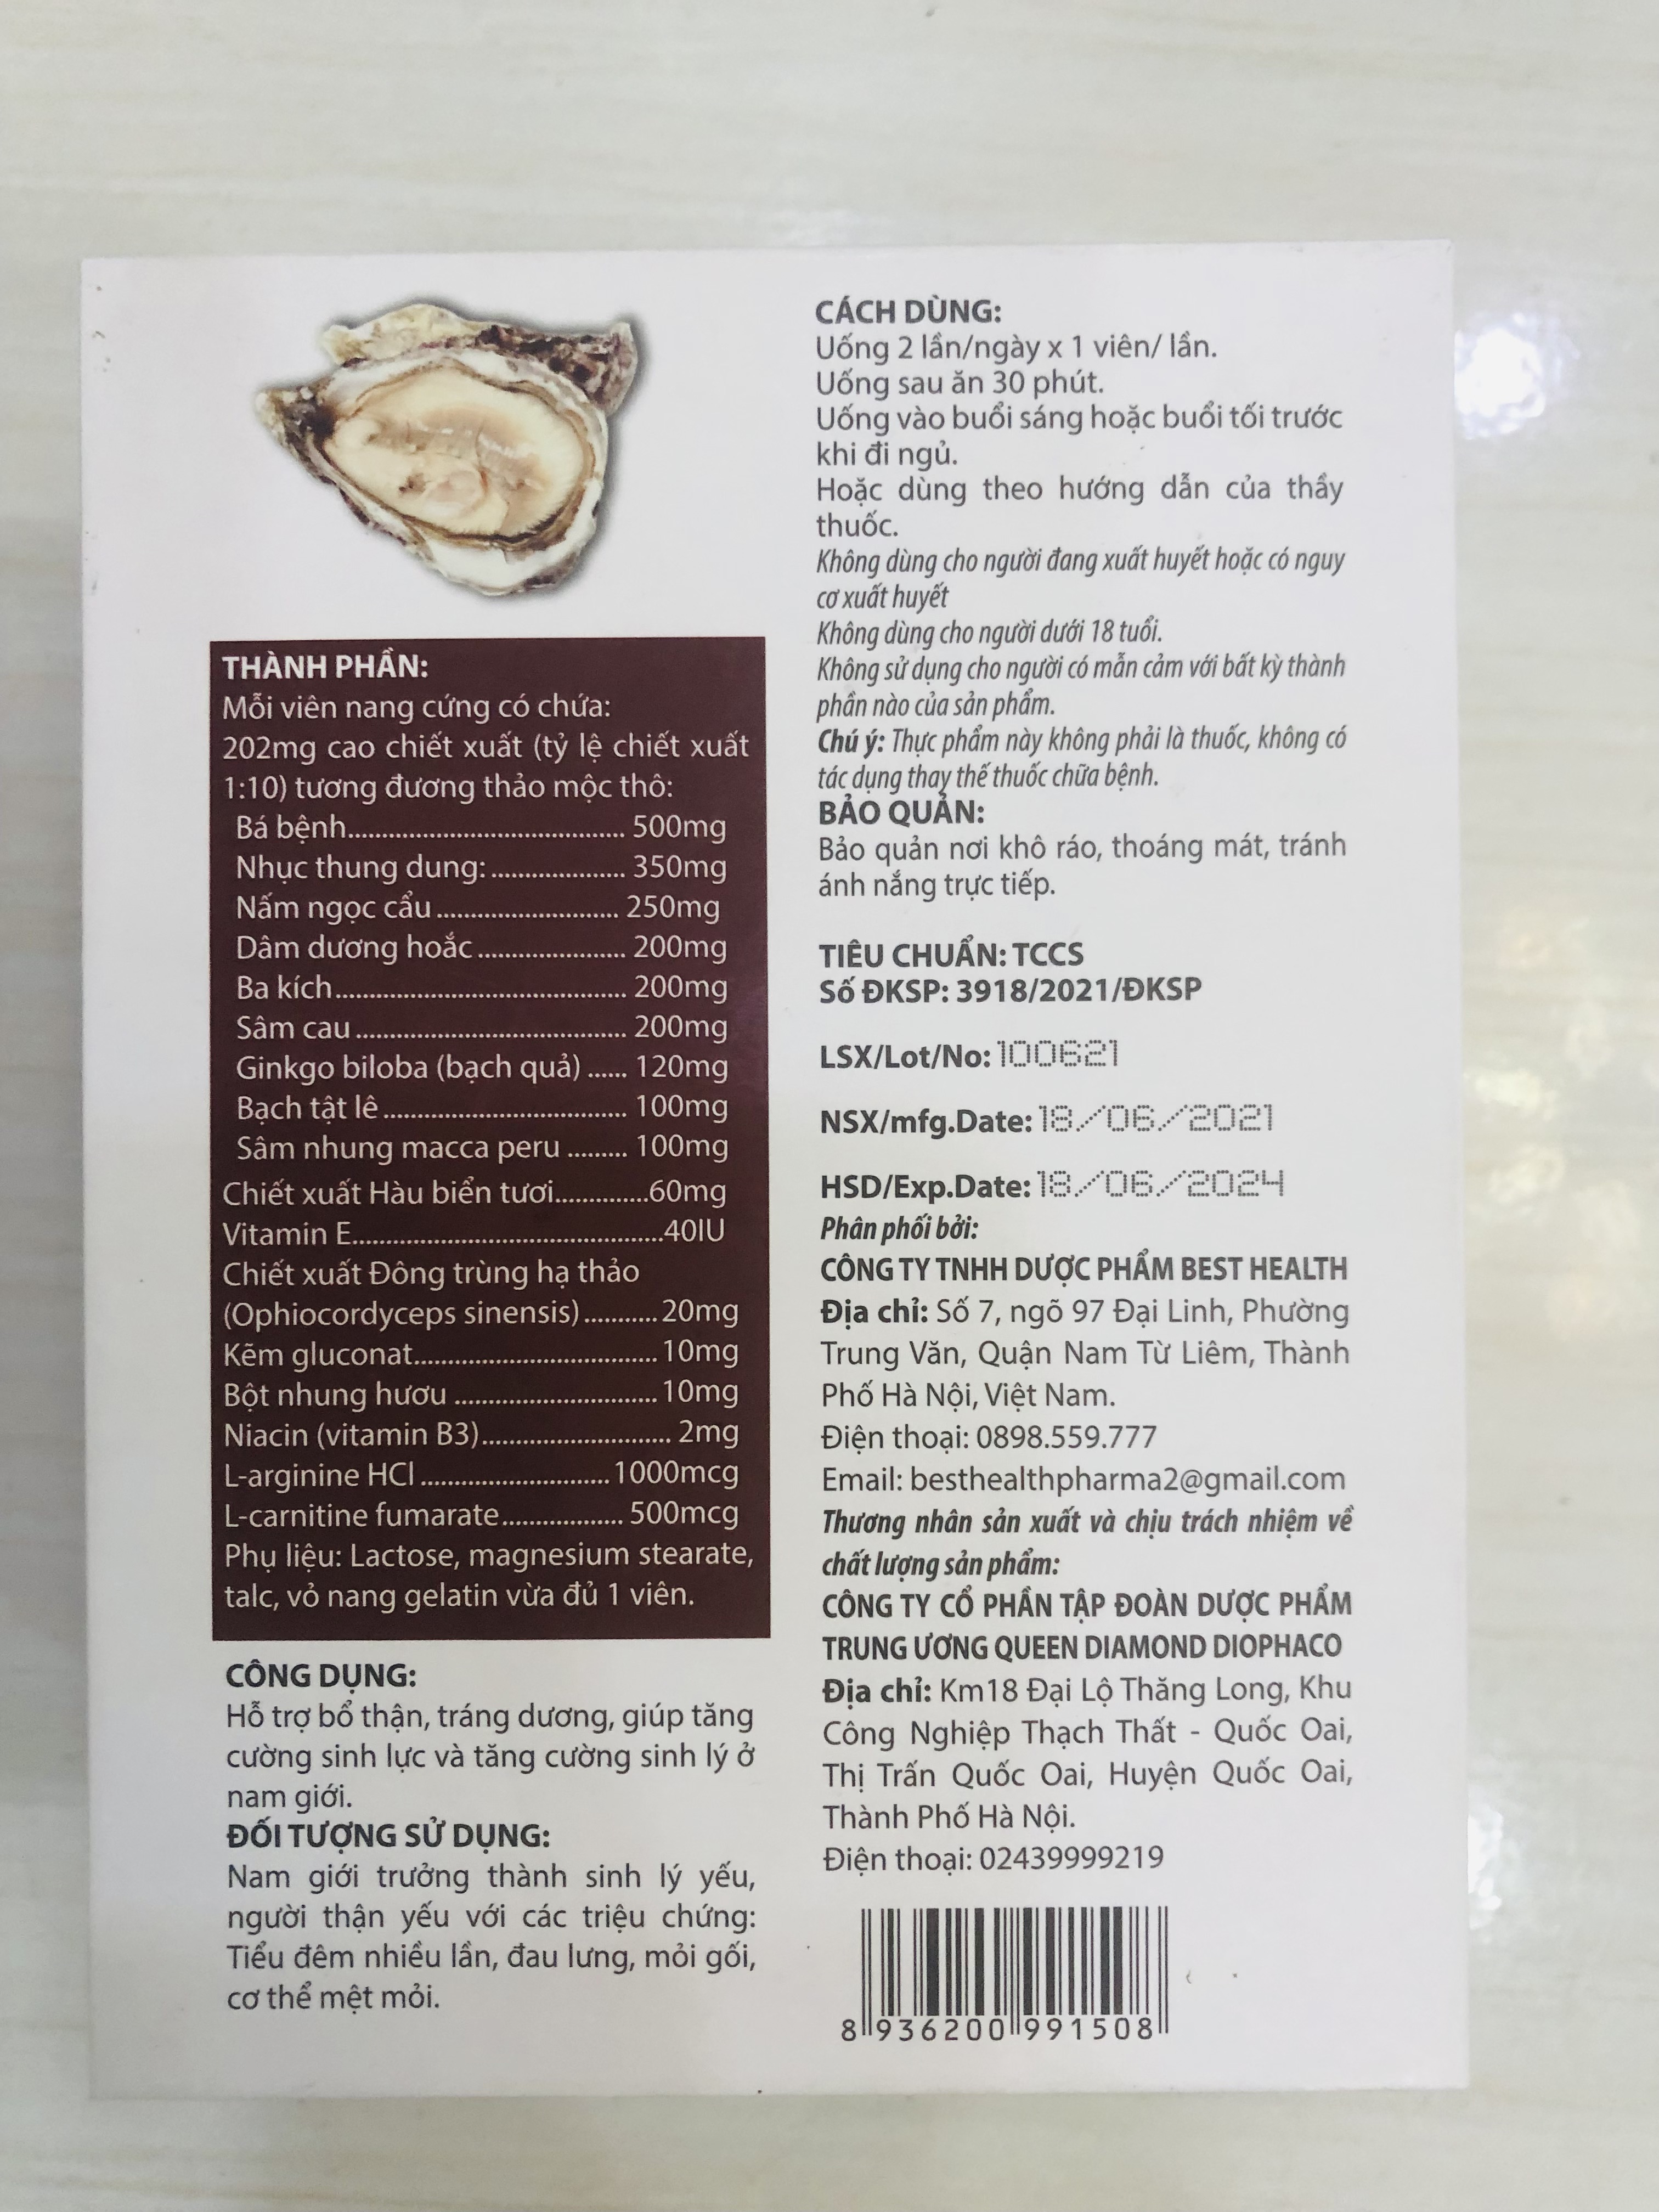 THÀNH PHẦN:
Mỗi viên nang cứng có chứa:
202mg cao chiết xuất (tỷ lệ chiết xuất
1:10) tương đương thảo mộc thô:
Bá bệnh.......................................... 500mg
Nhục thung dung: .................... 350mg
Nấm ngọc cẩu ........................... 250mg
Dâm dương hoắc ...................... 200mg
Ba kích............................................ 200mg
Sâm cau ......................................... 200mg
Ginkgo biloba (bạch quả) ...... 120mg
Bạch tật lê ..................................... 100mg
Sâm nhung macca peru ......... 100mg
Chiết xuất Hàu biển tươi..............60mg
Vitamin E...............................................40IU
Chiết xuất Đông trùng hạ thảo
(Ophiocordyceps sinensis) ........... 20mg
Kẽm gluconat..................................... 10mg
Bột nhung hươu ............................... 10mg
Niacin (vitamin B3)............................ 2mg
L-arginine HCl ............................ 1000mcg
L-carnitine fumarate.................. 500mcg
Phụ liệu: Lactose, magnesium stearate,
talc, vỏ nang gelatin vừa đủ 1 viên.
CÔNG DỤNG:
Hỗ trợ bổ thận, tráng dương, giúp tăng
cường sinh lực và tăng cường sinh lý ở
nam giới.
ĐỐI TƯỢNG SỬ DỤNG:
Nam giới trưởng thành sinh lý yếu,
người thận yếu với các triệu chứng:
Tiểu đêm nhiều lần, đau lưng, mỏi gối,
cơ thể mệt mỏi.
CÁCH DÙNG:
Uống 2 lần/ngày x 1 viên/ lần.
Uống sau ăn 30 phút.
Uống vào buổi sáng hoặc buổi tối trước
khi đi ngủ.
Hoặc dùng theo hướng dẫn của thầy
thuốc.
Không dùng cho người đang xuất huyết hoặc có nguy
cơ xuất huyết
Không dùng cho người dưới 18 tuổi.
Không sử dụng cho người có mẫn cảm với bất kỳ thành
phần nào của sản phẩm.
Chú ý: Thực phẩm này không phải là thuốc, không có
tác dụng thay thế thuốc chữa bệnh.
BẢO QUẢN:
Bảo quản nơi khô ráo, thoáng mát, tránh
ánh nắng trực tiếp.
TIÊU CHUẨN: TCCS
Số ĐKSP: 3918/2021/ĐKSP
LSX/Lot/No: 100621
NSX/mfg.Date: 18/06/2021
HSD/Exp.Date: 18/06/2024
Phân phối bởi:
CÔNG TY TNHH DƯỢC PHẨM BEST HEALTH
Địa chỉ: Số 7, ngõ 97 Đại Linh, Phường
Trung Văn, Quận Nam Từ Liêm, Thành
Phố Hà Nội, Việt Nam.
Điện thoại: 0898.559.777
Email: besthealthpharma2@gmail.com
Thương nhân sản xuất và chịu trách nhiệm về
chất lượng sản phẩm:
CÔNG TY CỔ PHẦN TẬP ĐOÀN DƯỢC PHẨM
TRUNG ƯƠNG QUEEN DIAMOND DIOPHACO
Địa chỉ: Km18 Đại Lộ Thăng Long, Khu
Công Nghiệp Thạch Thất - Quốc Oai,
Thị Trấn Quốc Oai, Huyện Quốc Oai,
Thành Phố Hà Nội.
Điện thoại: 02439999219
8 936200 991508